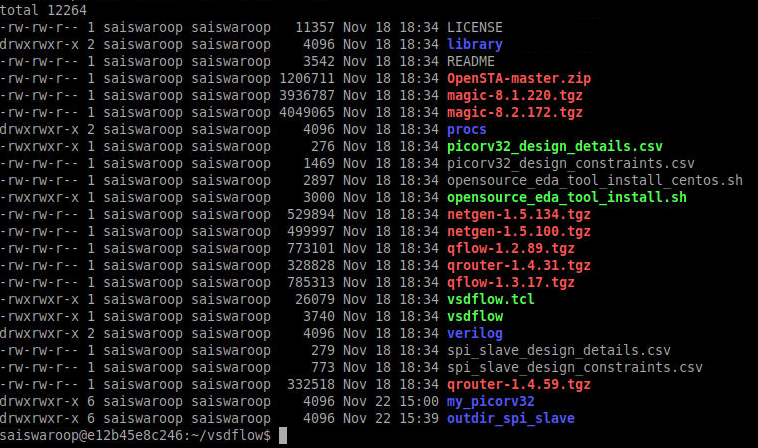 total 12264
-rw-rw-r-- 1 saiswaroop saiswaroop   11357 Nov 18 18:34 LICENSE
drwxrwxr-x 2 saiswaroop saiswaroop    4096 Nov 18 18:34 library
-rw-rw-r-- 1 saiswaroop saiswaroop    3542 Nov 18 18:34 README
-rw-rw-r-- 1 saiswaroop saiswaroop 1206711 Nov 18 18:34 OpenSTA-master.zip
-rw-rw-r-- 1 saiswaroop saiswaroop 3936787 Nov 18 18:34 magic-8.1.220.tgz
-rw-rw-r-- 1 saiswaroop saiswaroop 4049065 Nov 18 18:34 magic-8.2.172.tgz
drwxrwxr-x 2 saiswaroop saiswaroop    4096 Nov 18 18:34 procs
-rwxrwxr-x 1 saiswaroop saiswaroop     276 Nov 18 18:34 picorv32_design_details.csv
-rw-rw-r-- 1 saiswaroop saiswaroop    1469 Nov 18 18:34 picorv32_design_constraints.csv
-rw-rw-r-- 1 saiswaroop saiswaroop    2897 Nov 18 18:34 opensource_eda_tool_install_centos.sh
-rwxrwxr-x 1 saiswaroop saiswaroop    3000 Nov 18 18:34 opensource_eda_tool_install.sh
-rw-rw-r-- 1 saiswaroop saiswaroop  529894 Nov 18 18:34 netgen-1.5.134.tgz
-rw-rw-r-- 1 saiswaroop saiswaroop  499997 Nov 18 18:34 netgen-1.5.100.tgz
-rw-rw-r-- 1 saiswaroop saiswaroop  773101 Nov 18 18:34 qflow-1.2.89.tgz
-rw-rw-r-- 1 saiswaroop saiswaroop  328828 Nov 18 18:34 qrouter-1.4.31.tgz
-rw-rw-r-- 1 saiswaroop saiswaroop  785313 Nov 18 18:34 qflow-1.3.17.tgz
-rwxrwxr-x 1 saiswaroop saiswaroop   26079 Nov 18 18:34 vsdflow.tcl
-rwxrwxr-x 1 saiswaroop saiswaroop    3740 Nov 18 18:34 vsdflow
drwxrwxr-x 2 saiswaroop saiswaroop    4096 Nov 18 18:34 verilog
-rw-rw-r-- 1 saiswaroop saiswaroop     279 Nov 18 18:34 spi_slave_design_details.csv
-rw-rw-r-- 1 saiswaroop saiswaroop     773 Nov 18 18:34 spi_slave_design_constraints.csv
-rw-rw-r-- 1 saiswaroop saiswaroop  332518 Nov 18 18:34 qrouter-1.4.59.tgz
drwxrwxr-x 6 saiswaroop saiswaroop    4096 Nov 22 15:00 my_picorv32
drwxrwxr-x 6 saiswaroop saiswaroop    4096 Nov 22 15:39 outdir_spi_slave
saiswaroop@e12b45e8c246:~/vsdflow$